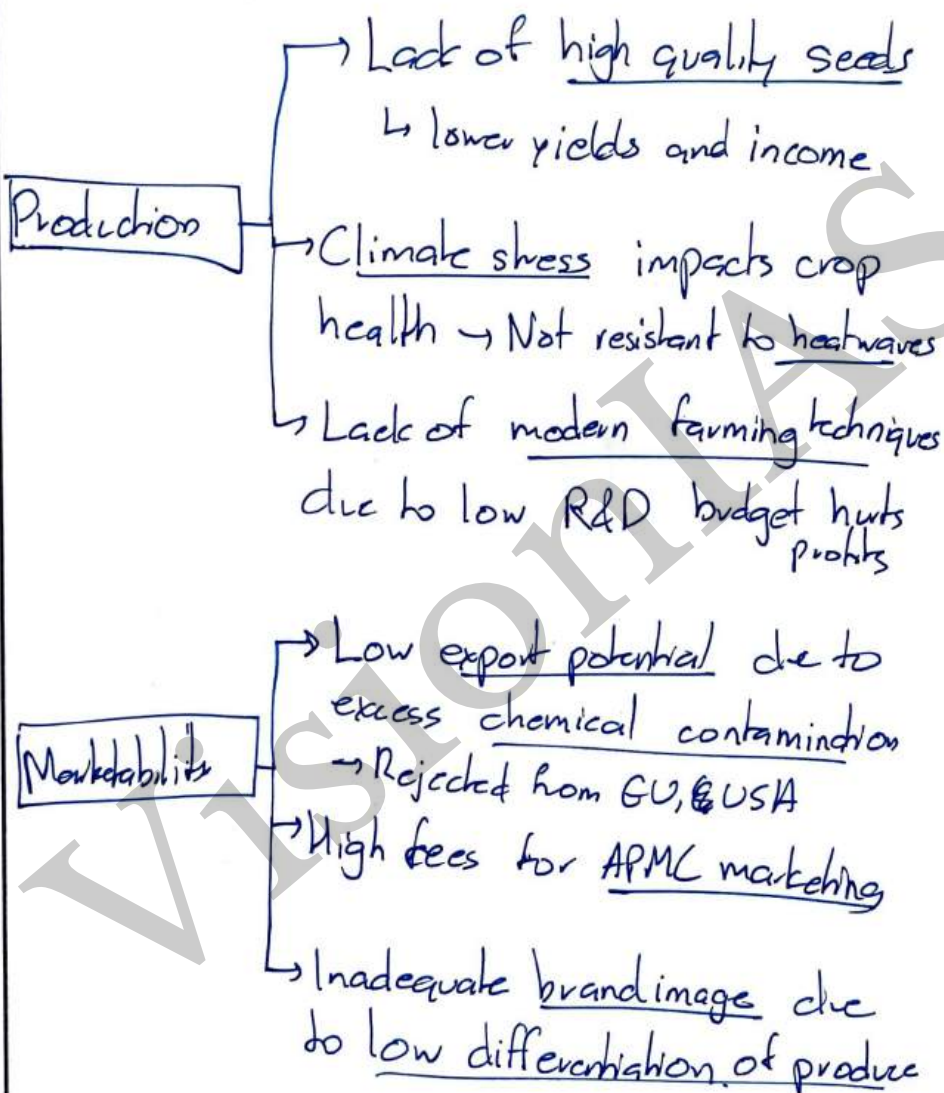 → Lack of high quality seeds
↳ lower yields and income
Production
→ Climate stress impacts crop
health → Not resistant to heatwaves
↳ Lack of modern farming techniques
due to low R&D budget hurts
profits
→ Low export potential due to
excess chemical contamindion
→ Rejected from EU, & USA
Marketability
→ High fees for APMC marketing
↳ Inadequate brand image due
to low differentiation of produce
VisionIAS